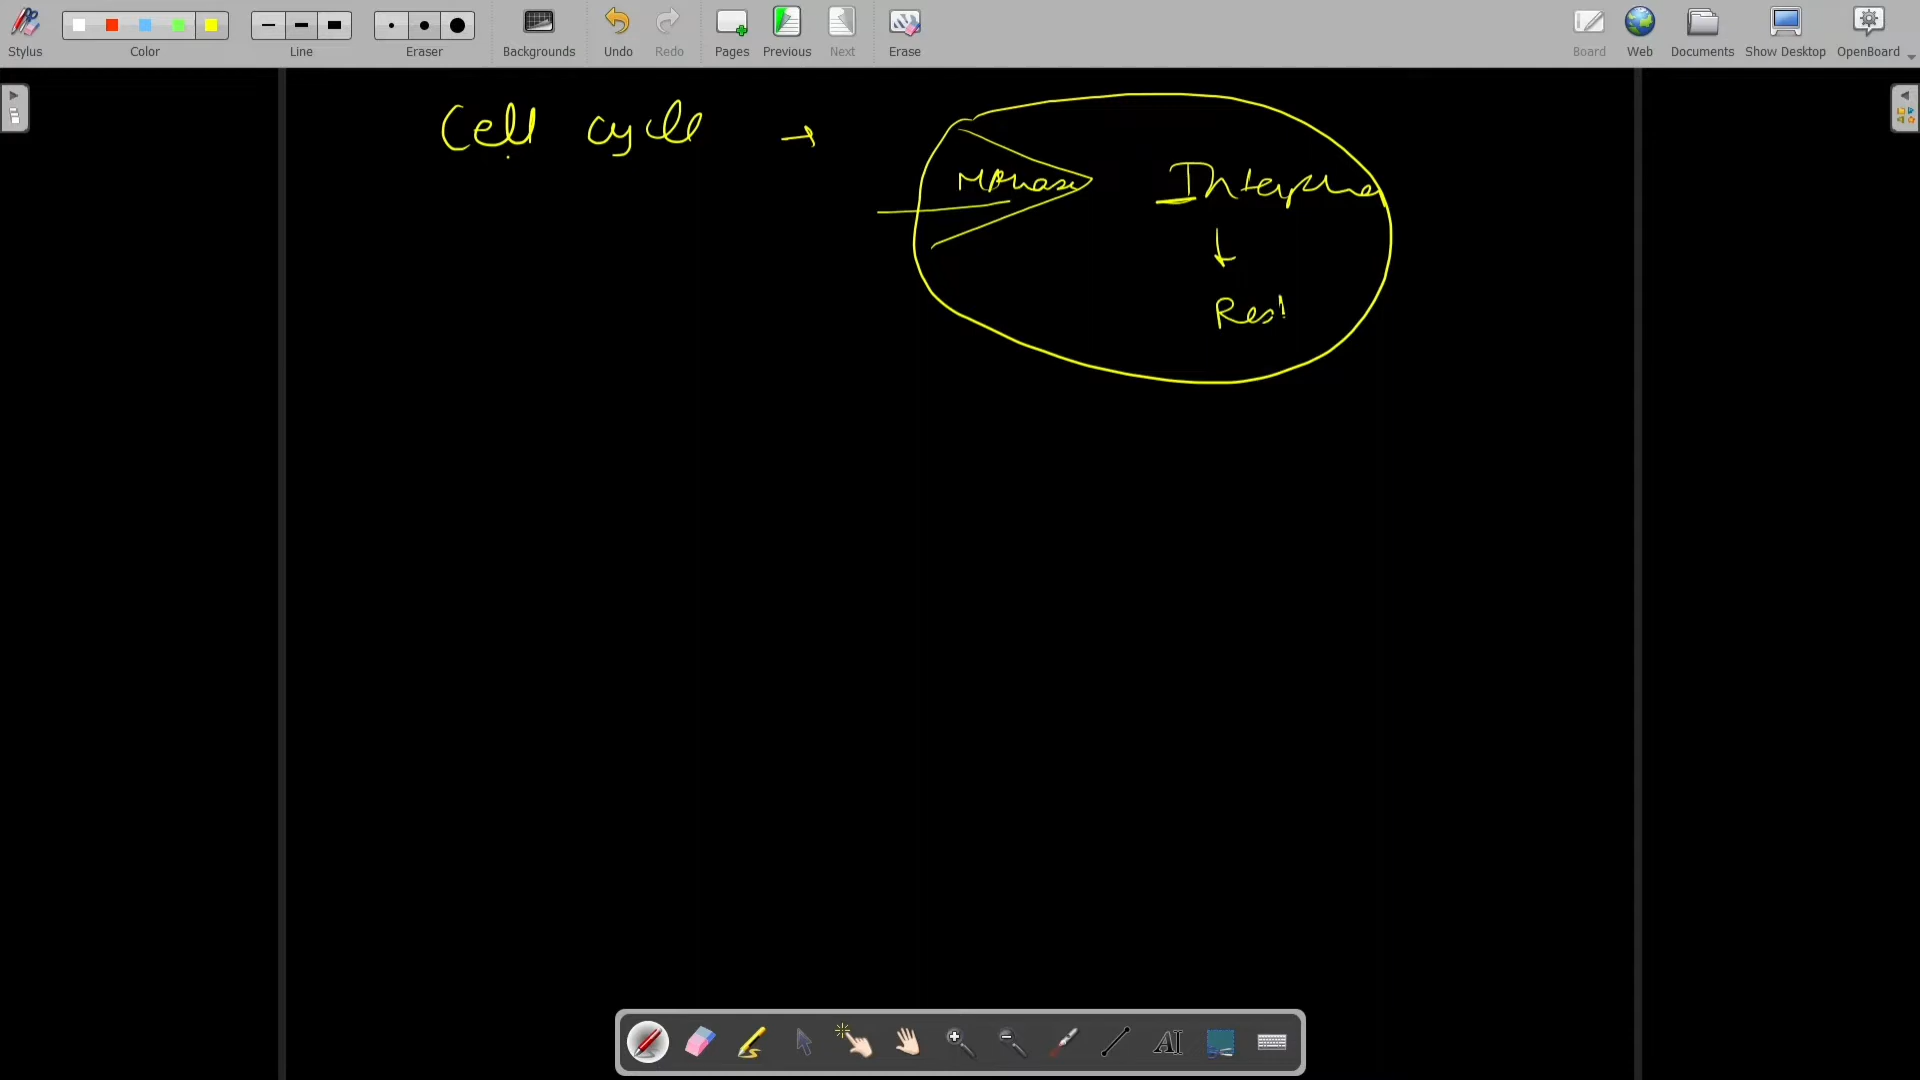 Stylus Color Line Eraser Backgrounds Undo Redo Pages Previous Next Erase Board Web Documents Show Desktop OpenBoard
Cell cycle →
M Phase Interphase
↓
Rest